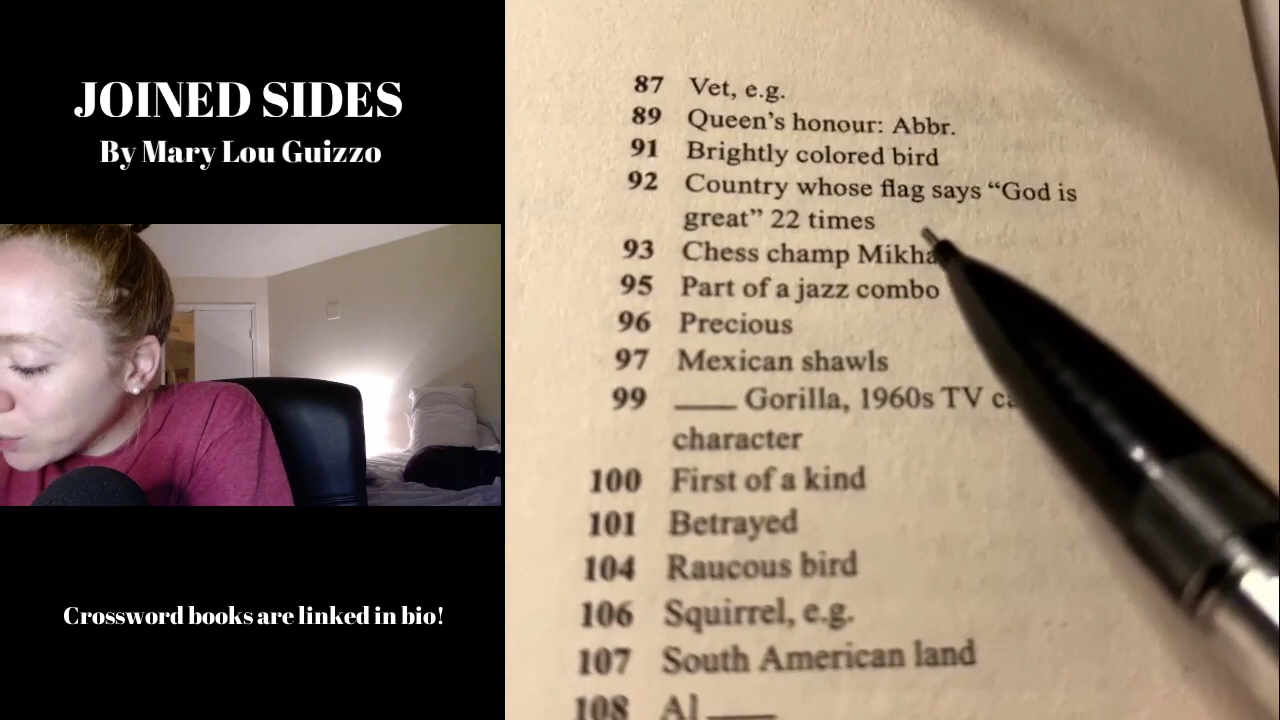 JOINED SIDES
By Mary Lou Guizzo
Crossword books are linked in bio!
87 Vet, e.g.
89 Queen's honour: Abbr.
91 Brightly colored bird
92 Country whose flag says “God is
great” 22 times
93 Chess champ
95 Part of a jazz combo
96 Precious
97 Mexican shawls
99 ____ Gorilla, 1960s TV
character
100 First of a kind
101 Betrayed
104 Raucous bird
106 Squirrel, e.g.
107 South American land
108 Al ____